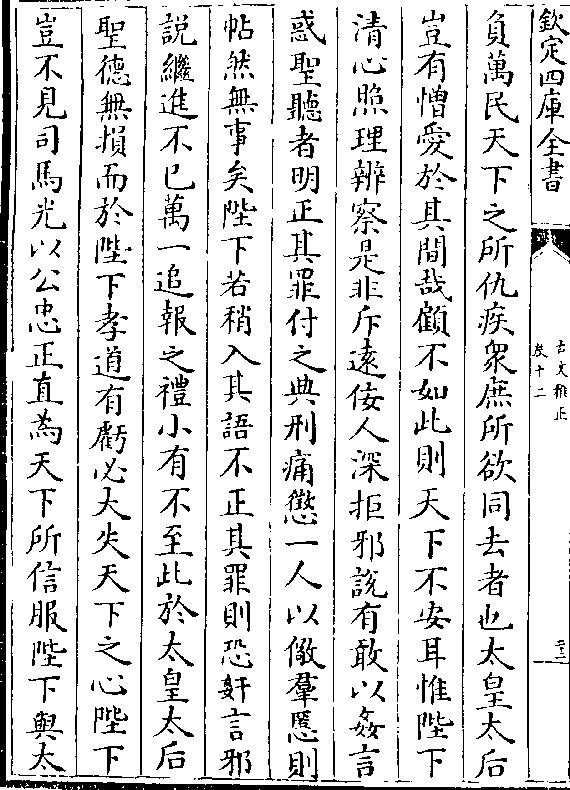 欽定四庫全書
古文雅正
卷十二
二三
負萬民天下之所仇疾衆庶所欲同去者也太皇太后
豈有憎愛於其間哉顧不如此則天下不安耳惟陛下
清心照理辨察是非斥遠佞人深拒邪說有敢以姦言
惑聖聽者明正其罪付之典刑痛懲一人以儆羣慝則
帖然無事矣陛下若稍入其語不正其罪則恐奸言邪
說繼進不已萬一追報之禮小有不至此於太皇太后
聖德無損而於陛下孝道有虧必大失天下之心陛下
豈不見司馬光以公忠正直為天下所信服陛下與太